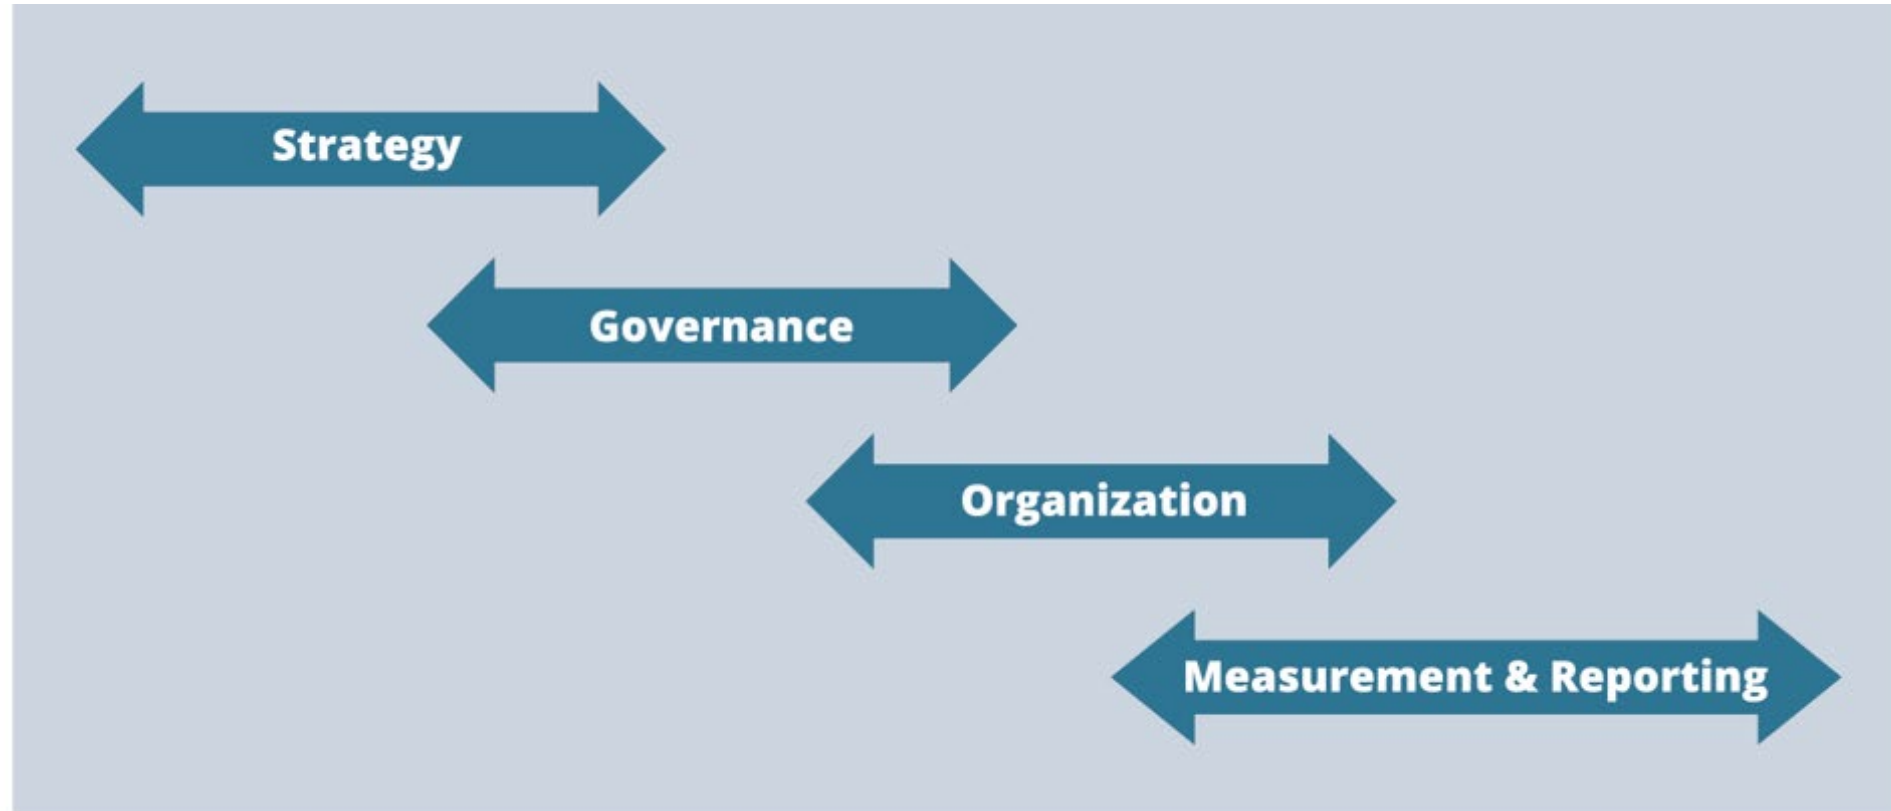 Strategy
Governance
Organization
Measurement & Reporting